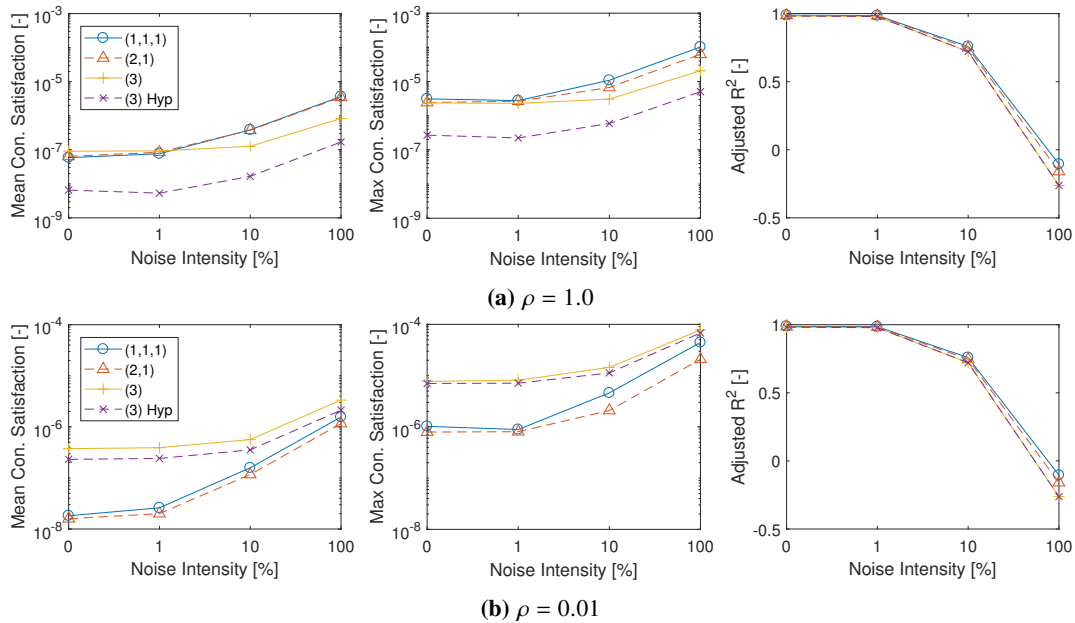 Mean Con. Satisfaction [-]
10^-3
10^-5
10^-7
10^-9
(1,1,1)
(2,1)
(3)
(3) Hyp
0 1 10 100
Noise Intensity [%]
Max Con. Satisfaction [-]
10^-3
10^-5
10^-7
10^-9
0 1 10 100
Noise Intensity [%]
Adjusted R^2 [-]
1
0.5
0
-0.5
0 1 10 100
Noise Intensity [%]
(a) ρ = 1.0
Mean Con. Satisfaction [-]
10^-4
10^-6
10^-8
(1,1,1)
(2,1)
(3)
(3) Hyp
0 1 10 100
Noise Intensity [%]
Max Con. Satisfaction [-]
10^-4
10^-6
10^-8
0 1 10 100
Noise Intensity [%]
Adjusted R^2 [-]
1
0.5
0
-0.5
0 1 10 100
Noise Intensity [%]
(b) ρ = 0.01